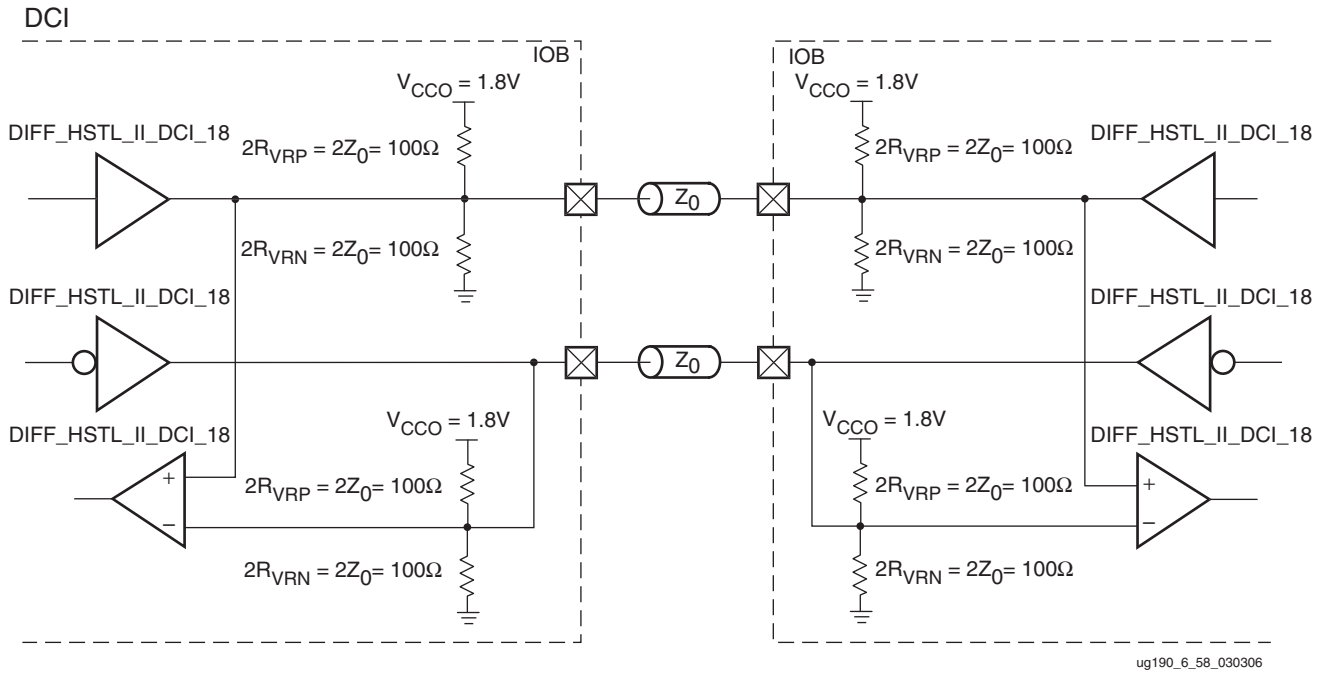 DCI
IOB
IOB
VCCO = 1.8V
VCCO = 1.8V
DIFF_HSTL_II_DCI_18
2RVRP = 2Z0= 100Ω
2RVRP = 2Z0= 100Ω
DIFF_HSTL_II_DCI_18
Z0
2RVRN = 2Z0= 100Ω
2RVRN = 2Z0= 100Ω
DIFF_HSTL_II_DCI_18
DIFF_HSTL_II_DCI_18
Z0
VCCO = 1.8V
VCCO = 1.8V
DIFF_HSTL_II_DCI_18
DIFF_HSTL_II_DCI_18
+
2RVRP = 2Z0= 100Ω
2RVRP = 2Z0= 100Ω
+
−
−
2RVRN = 2Z0= 100Ω
2RVRN = 2Z0= 100Ω
ug190_6_58_030306